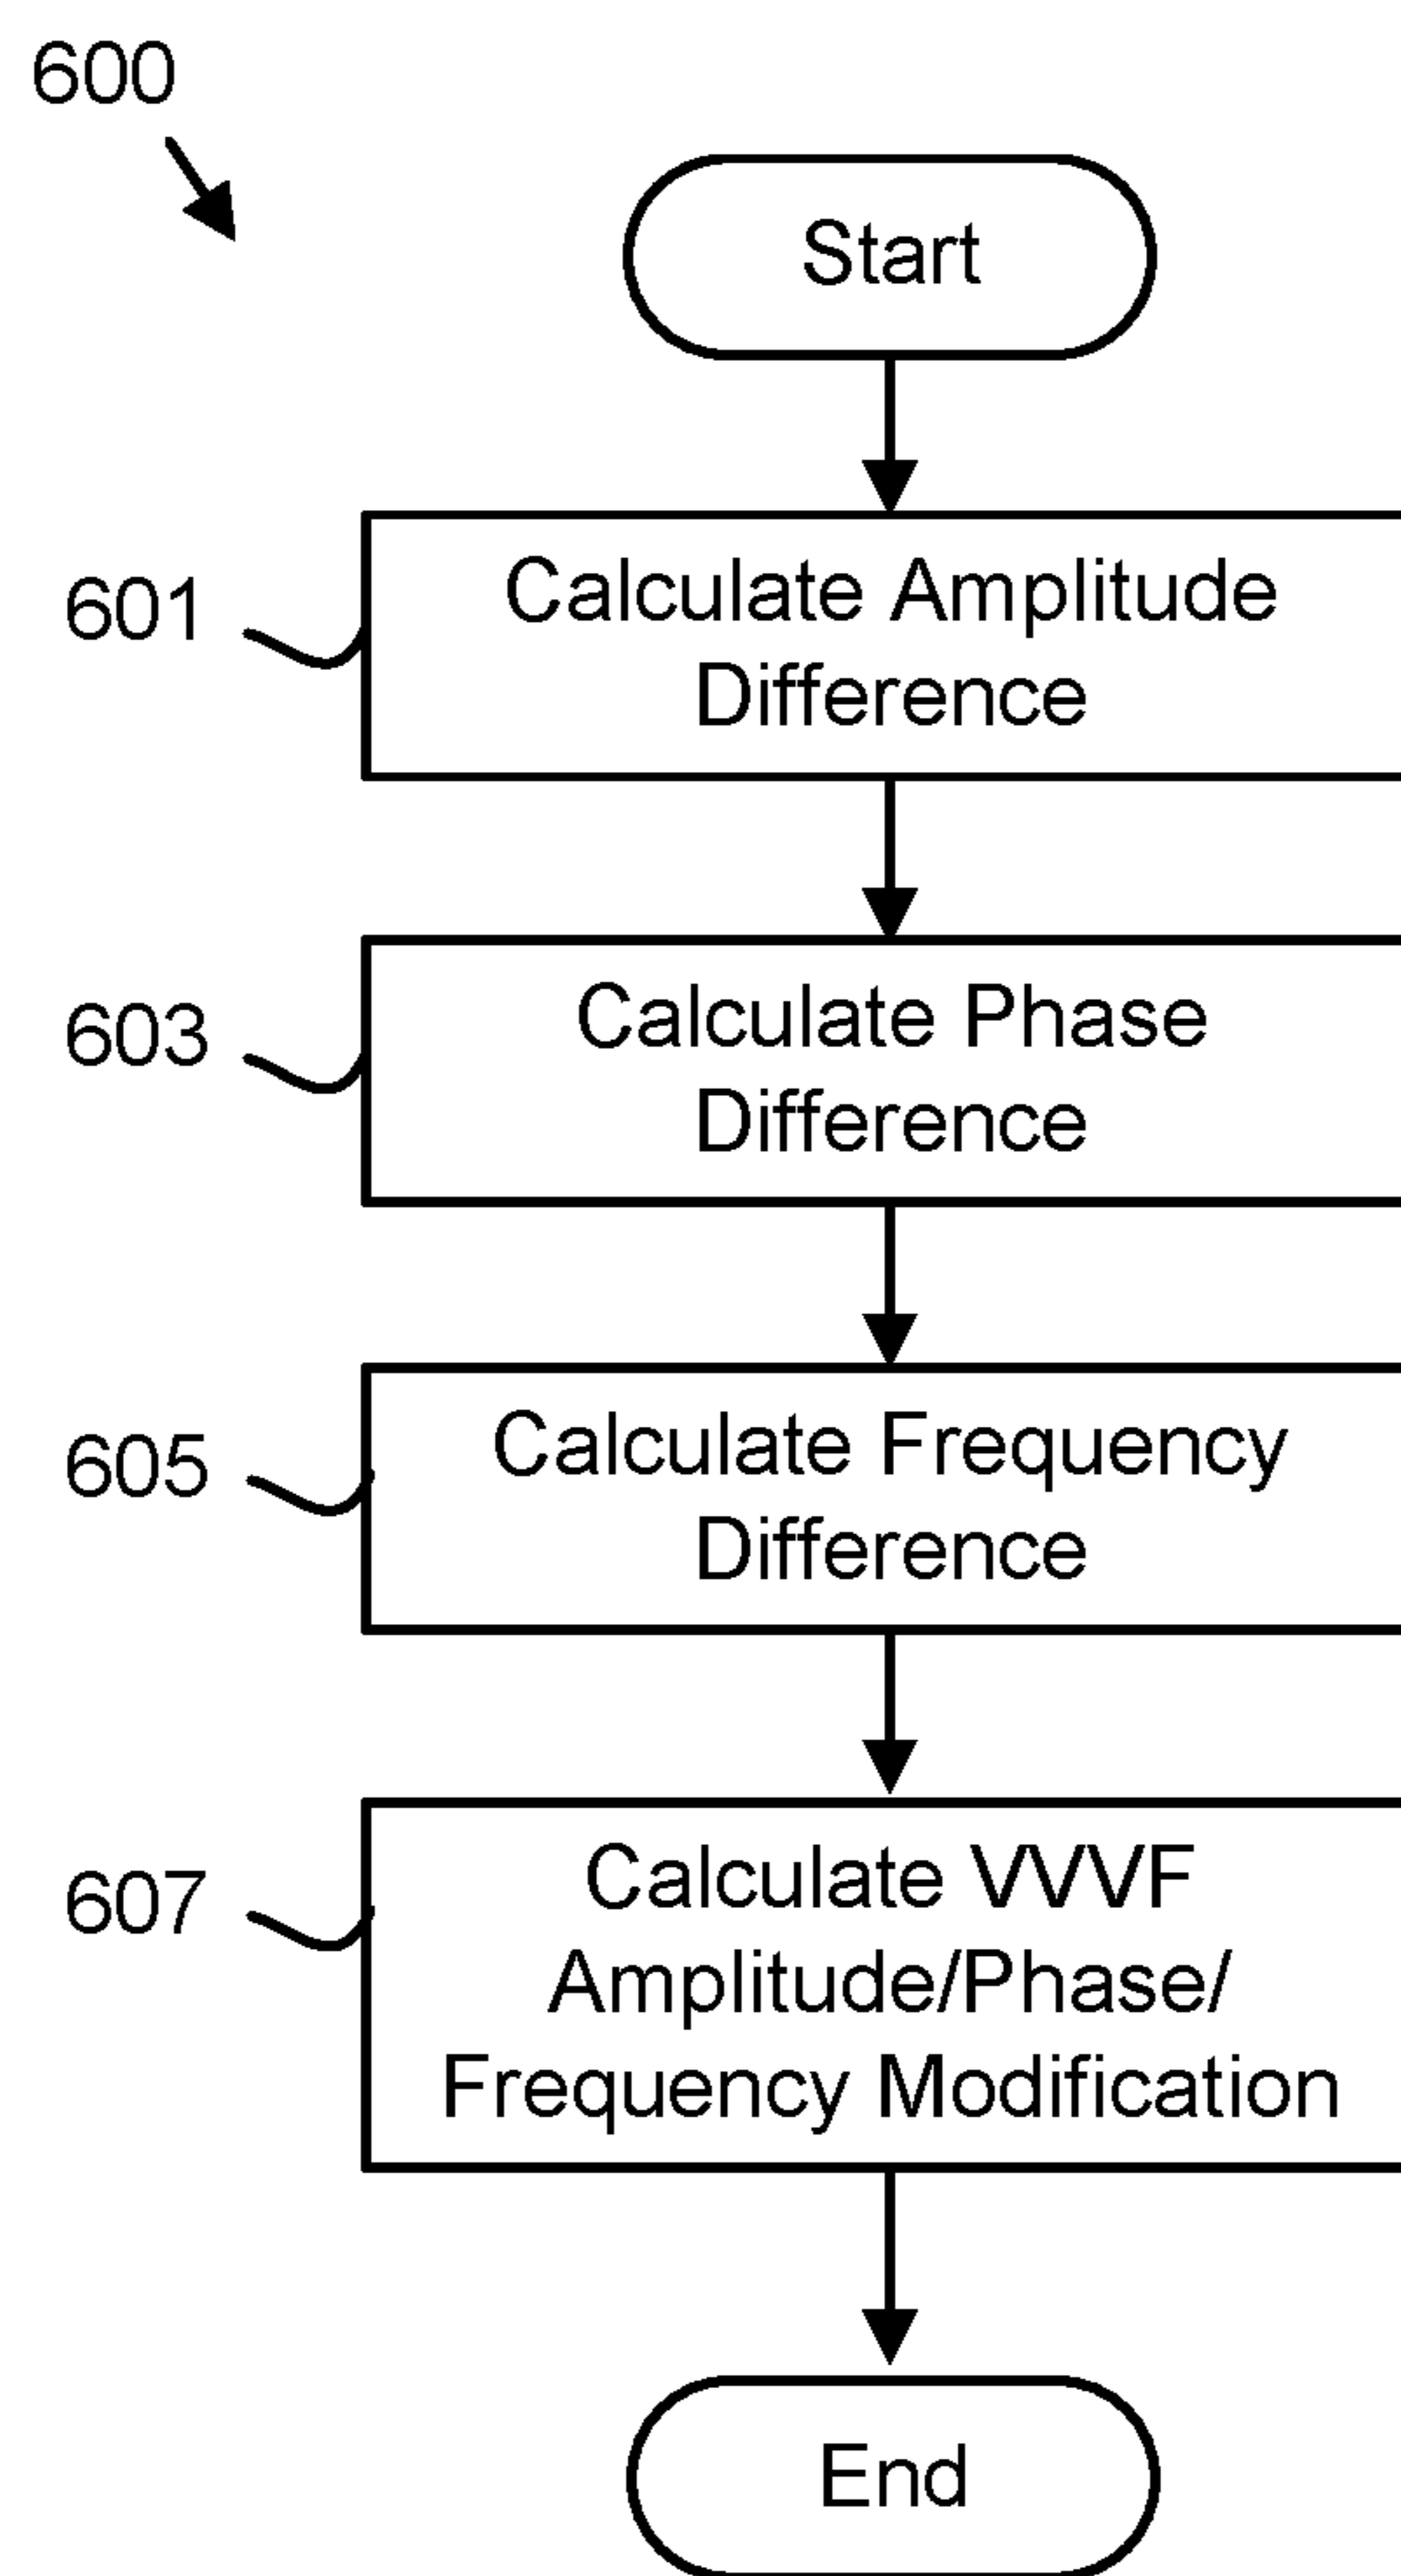 600
Start
601
Calculate Amplitude
Difference
603
Calculate Phase
Difference
605
Calculate Frequency
Difference
607
Calculate VVVF
Amplitude/Phase/
Frequency Modification
End